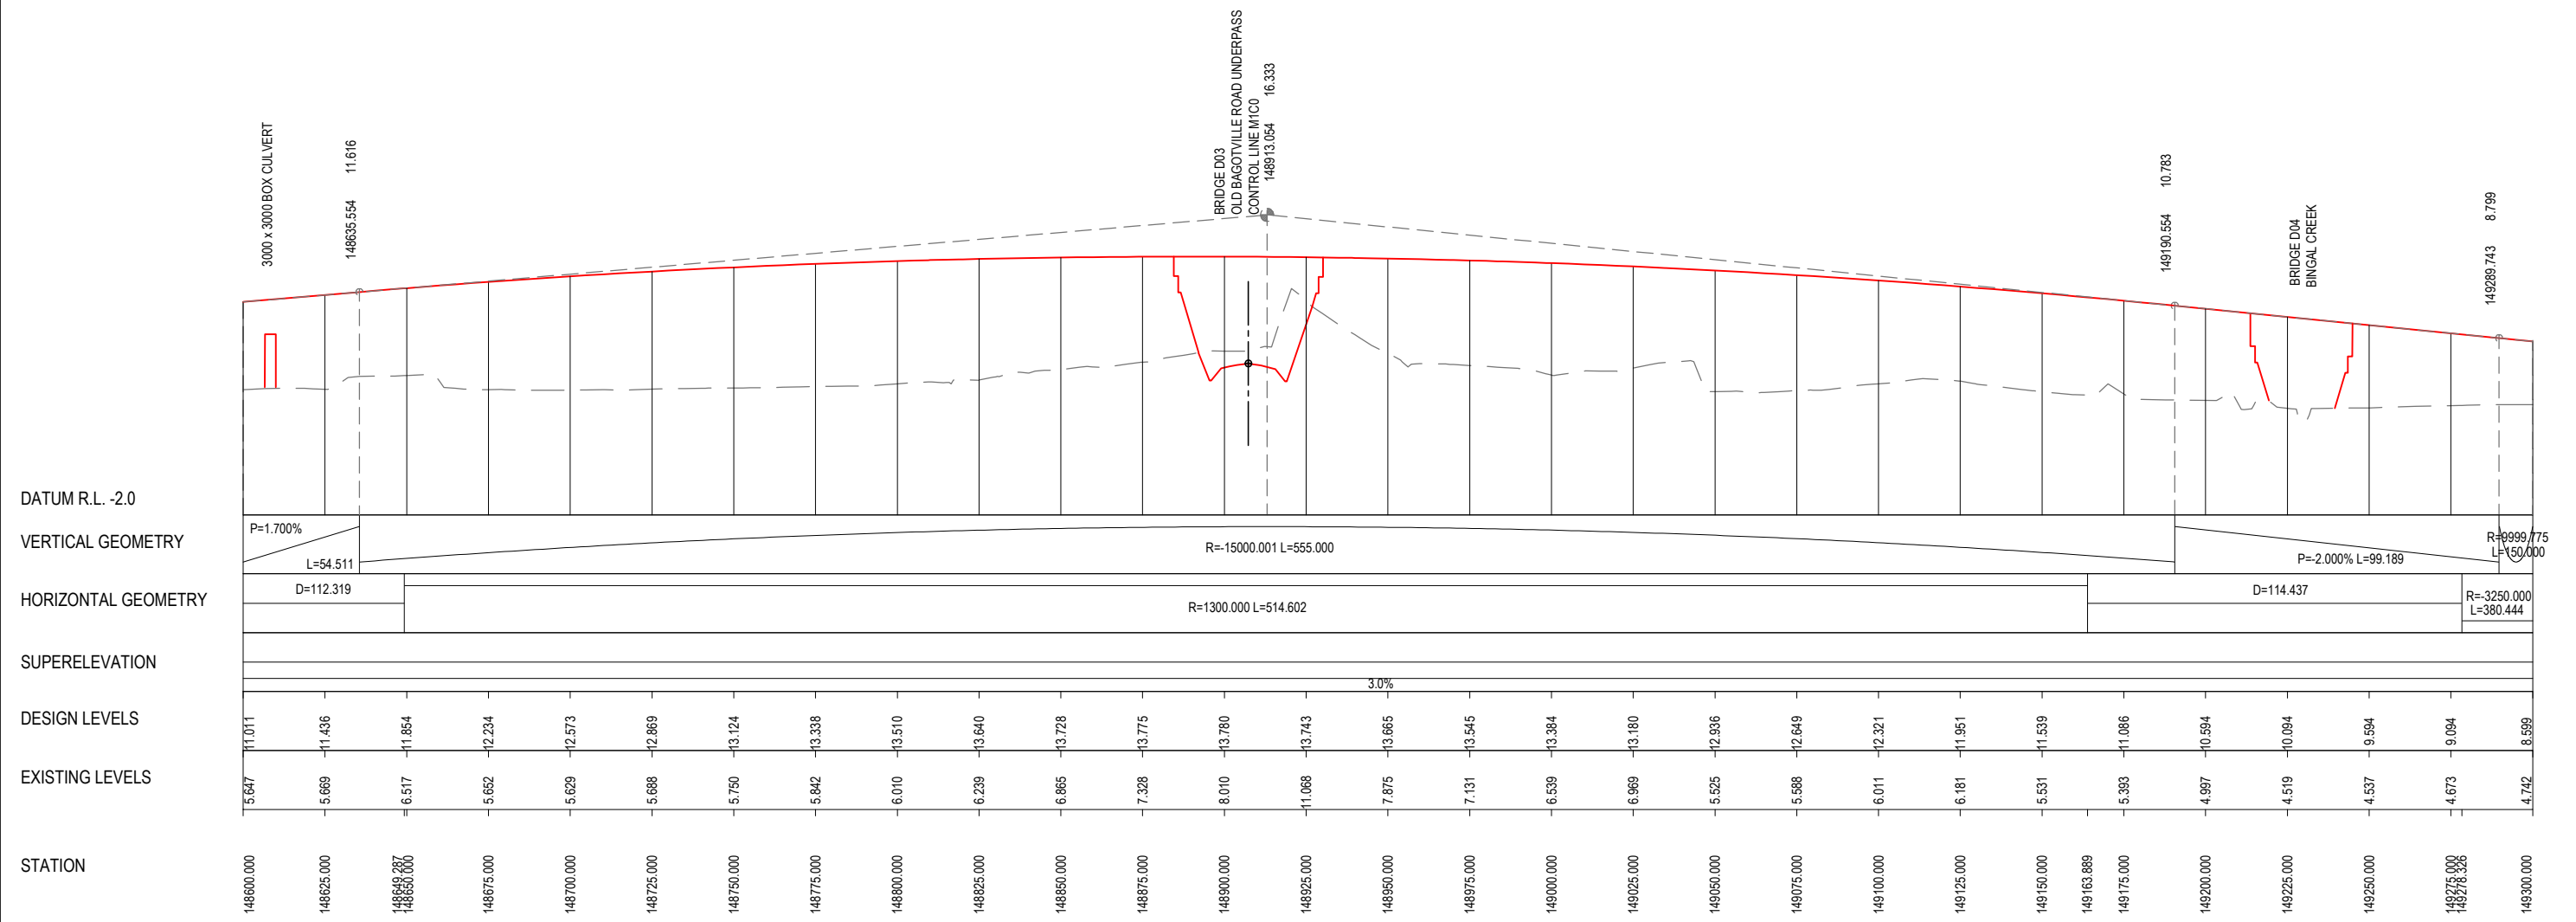 3000 x 3000 BOX CULVERT
148635.554 11.616
BRIDGE D03
OLD BAGOTVILLE ROAD UNDERPASS
CONTROL LINE M1C0
148913.054 16.333
149190.554 10.783
BRIDGE D04
BINGAL CREEK
149289.743 8.799
DATUM R.L. -2.0
VERTICAL GEOMETRY
P=1.700%
L=54.511
R=-15000.001 L=555.000
P=-2.000% L=99.189
R=9999.775
L=150.000
HORIZONTAL GEOMETRY
D=112.319
R=1300.000 L=514.602
D=114.437
R=-3250.000
L=380.444
SUPERELEVATION
3.0%
DESIGN LEVELS
11.011 11.436 11.854 12.234 12.573 12.869 13.124 13.338 13.510 13.640 13.728 13.775 13.780 13.743 13.665 13.545 13.384 13.180 12.936 12.649 12.321 11.951 11.539 11.086 10.594 10.094 9.594 9.094 8.599
EXISTING LEVELS
5.647 5.669 6.517 5.652 5.629 5.688 5.750 5.842 6.010 6.239 6.865 7.328 8.010 11.068 7.875 7.131 6.539 6.969 5.525 5.588 6.011 6.181 5.531 5.393 4.997 4.519 4.537 4.673 4.742
STATION
148600.000 148625.000 148649.287 148650.000 148675.000 148700.000 148725.000 148750.000 148775.000 148800.000 148825.000 148850.000 148875.000 148900.000 148925.000 148950.000 148975.000 149000.000 149025.000 149050.000 149075.000 149100.000 149125.000 149150.000 149163.889 149175.000 149200.000 149225.000 149250.000 149275.000 149278.326 149300.000